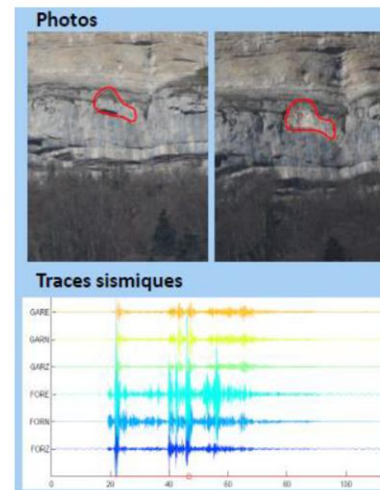 Photos
Traces sismiques
GARE
GARN
GARZ
FORE
FORN
FORZ
0 20 40 60 80 100